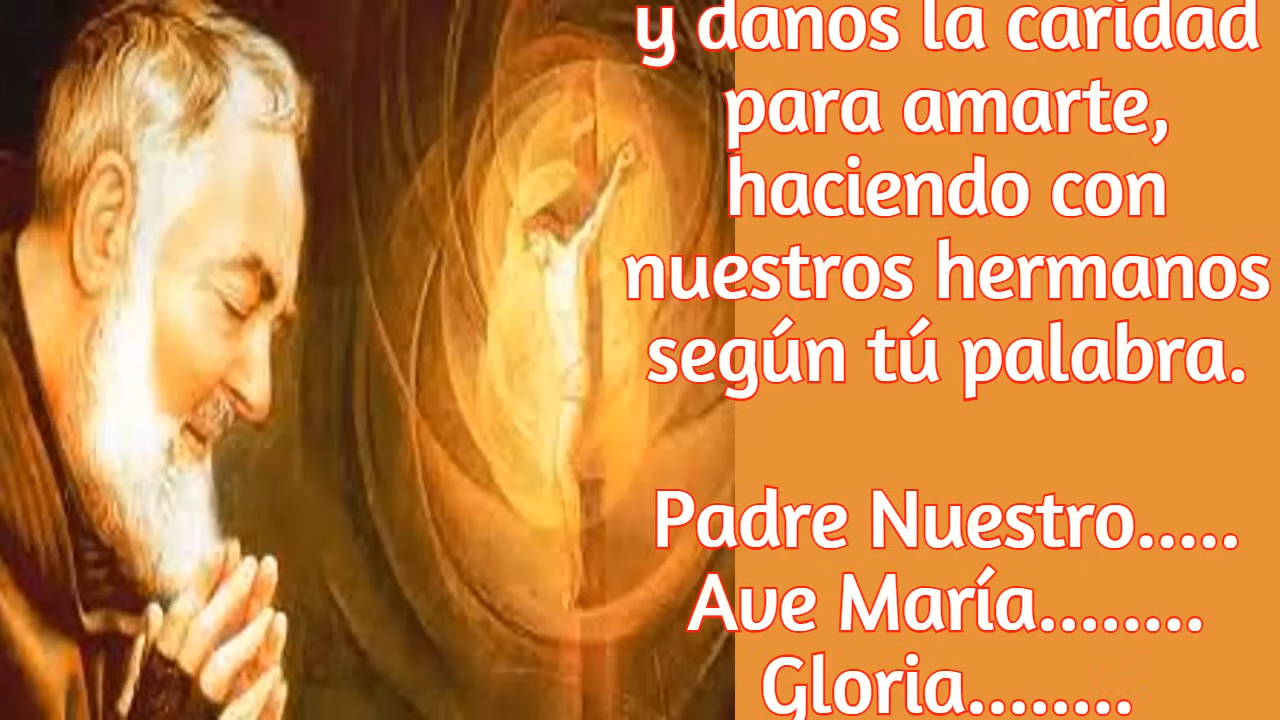 y danos la caridad
para amarte,
haciendo con
nuestros hermanos
según tú palabra.
Padre Nuestro.....
Ave María........
Gloria........